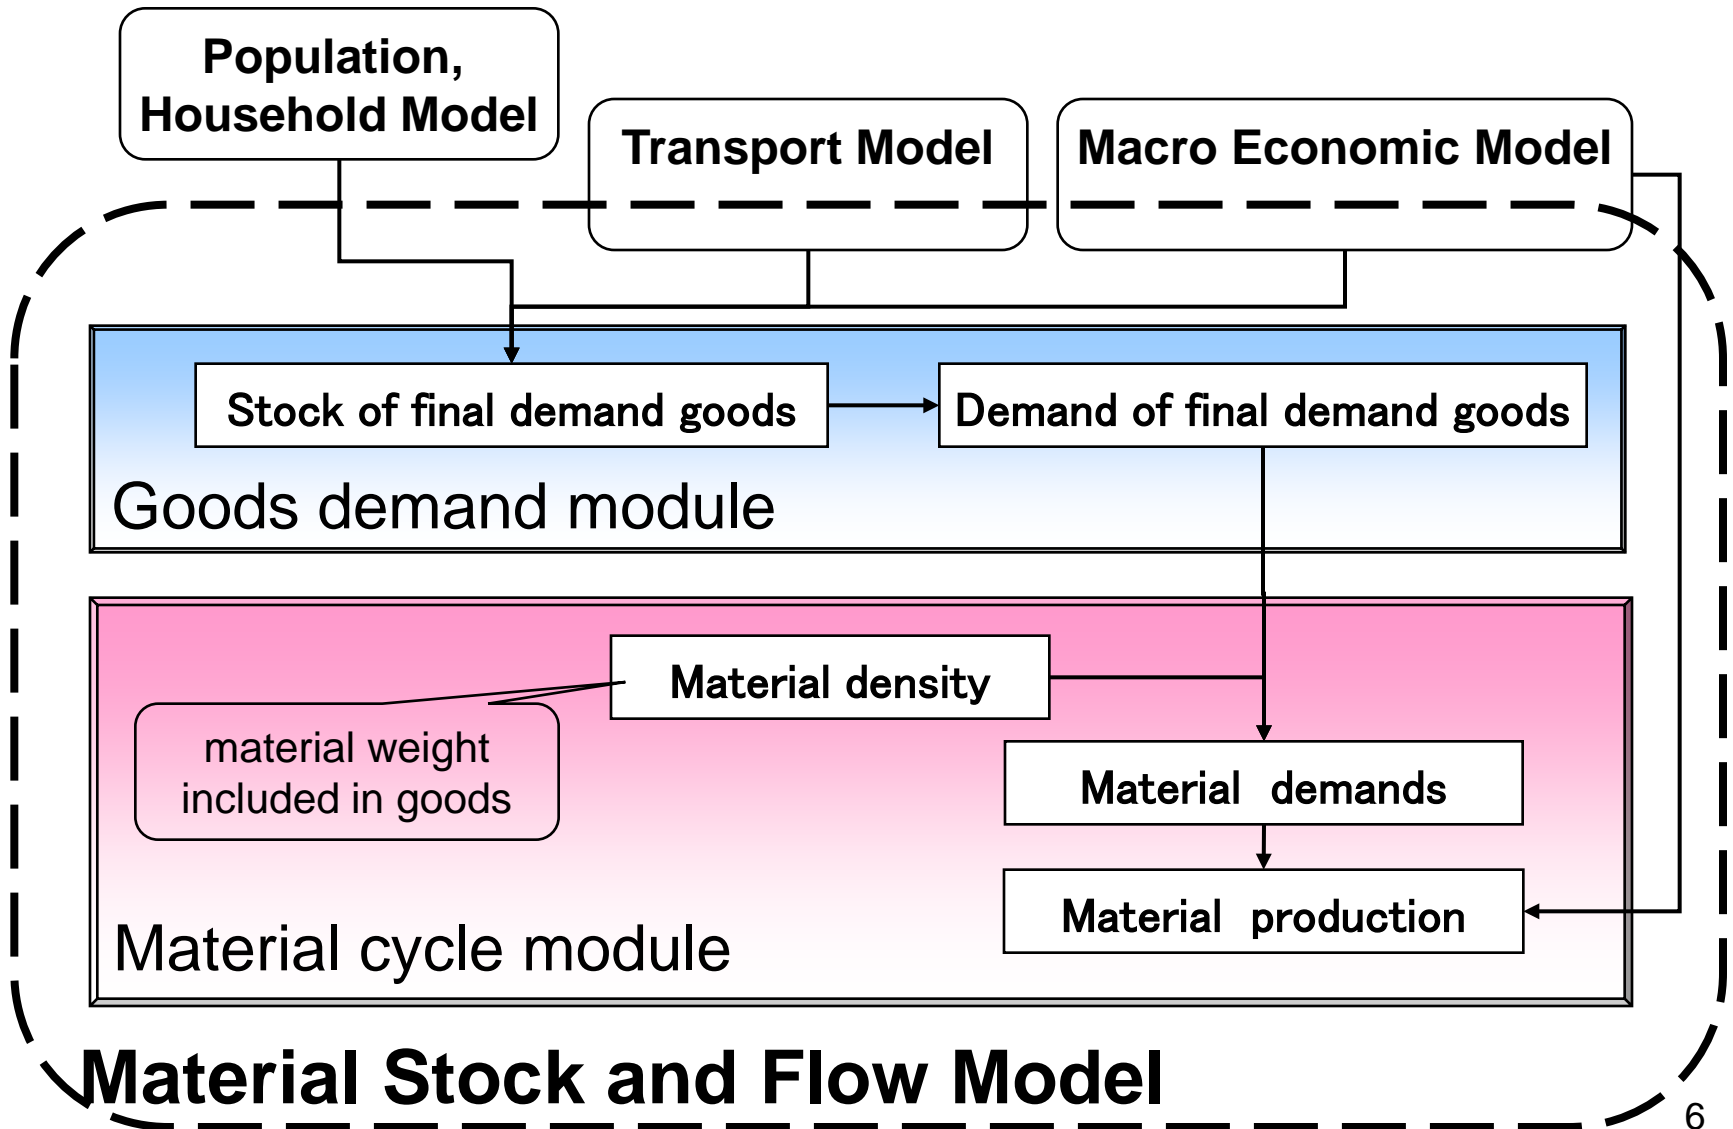 Population,
Household Model
Transport Model
Macro Economic Model
Stock of final demand goods
Demand of final demand goods
Goods demand module
Material density
material weight
included in goods
Material demands
Material production
Material cycle module
Material Stock and Flow Model
6